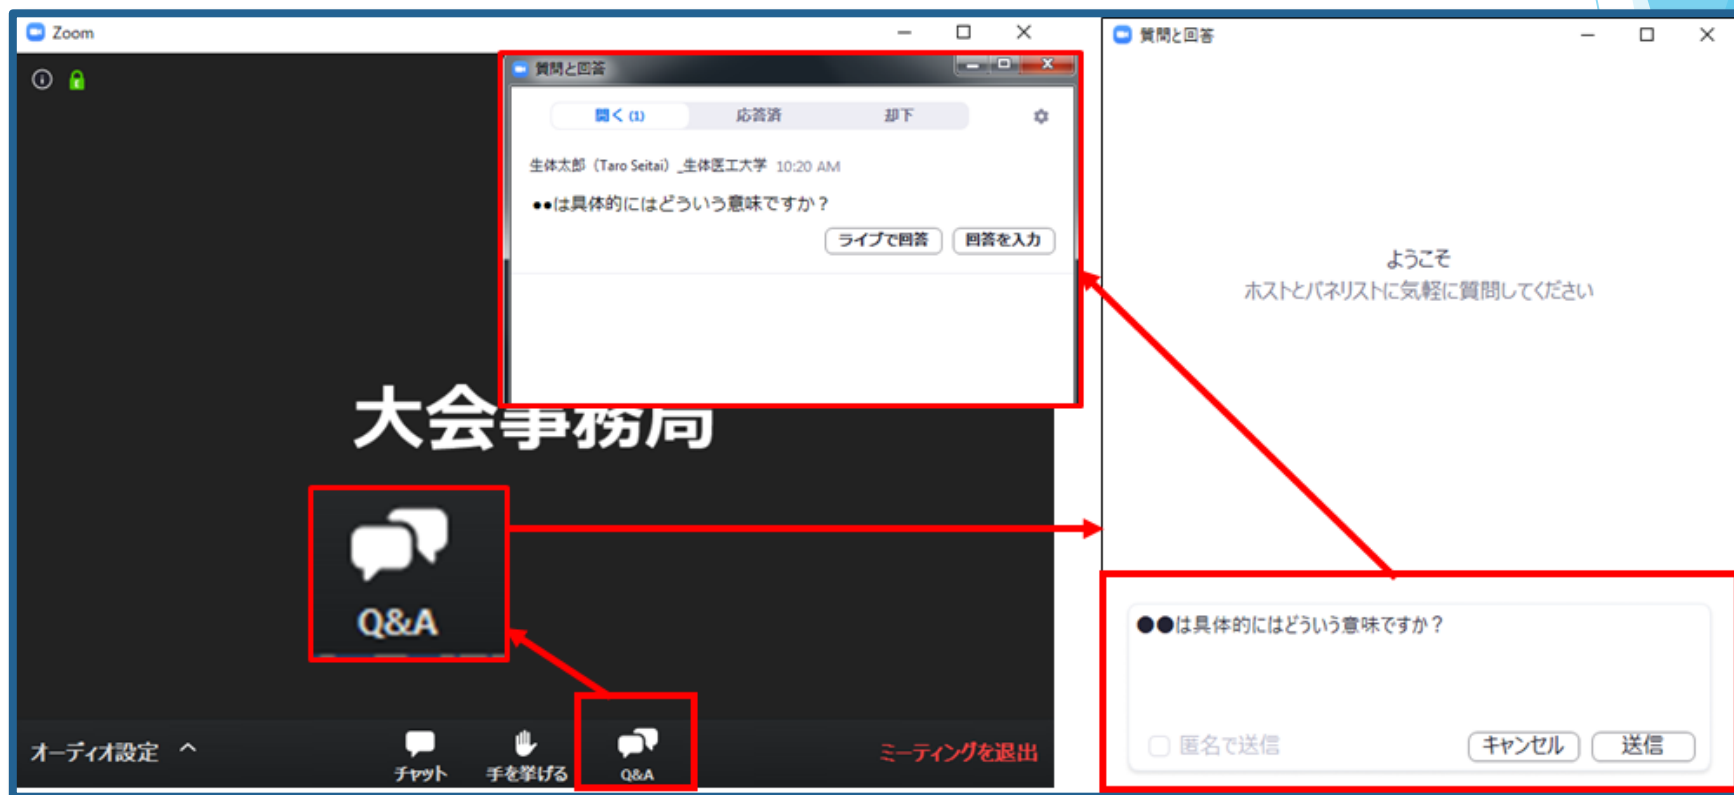 Zoom
質問と回答
開く (1)
応答済
却下
生体太郎（Taro Seitai）_生体医工大学 10:20 AM
●●は具体的にはどういう意味ですか？
ライブで回答
回答を入力
大会事務局
Q&A
オーディオ設定
チャット
手を挙げる
Q&A
ミーティングを退出
質問と回答
ようこそ
ホストとパネリストに気軽に質問してください
●●は具体的にはどういう意味ですか？
匿名で送信
キャンセル
送信